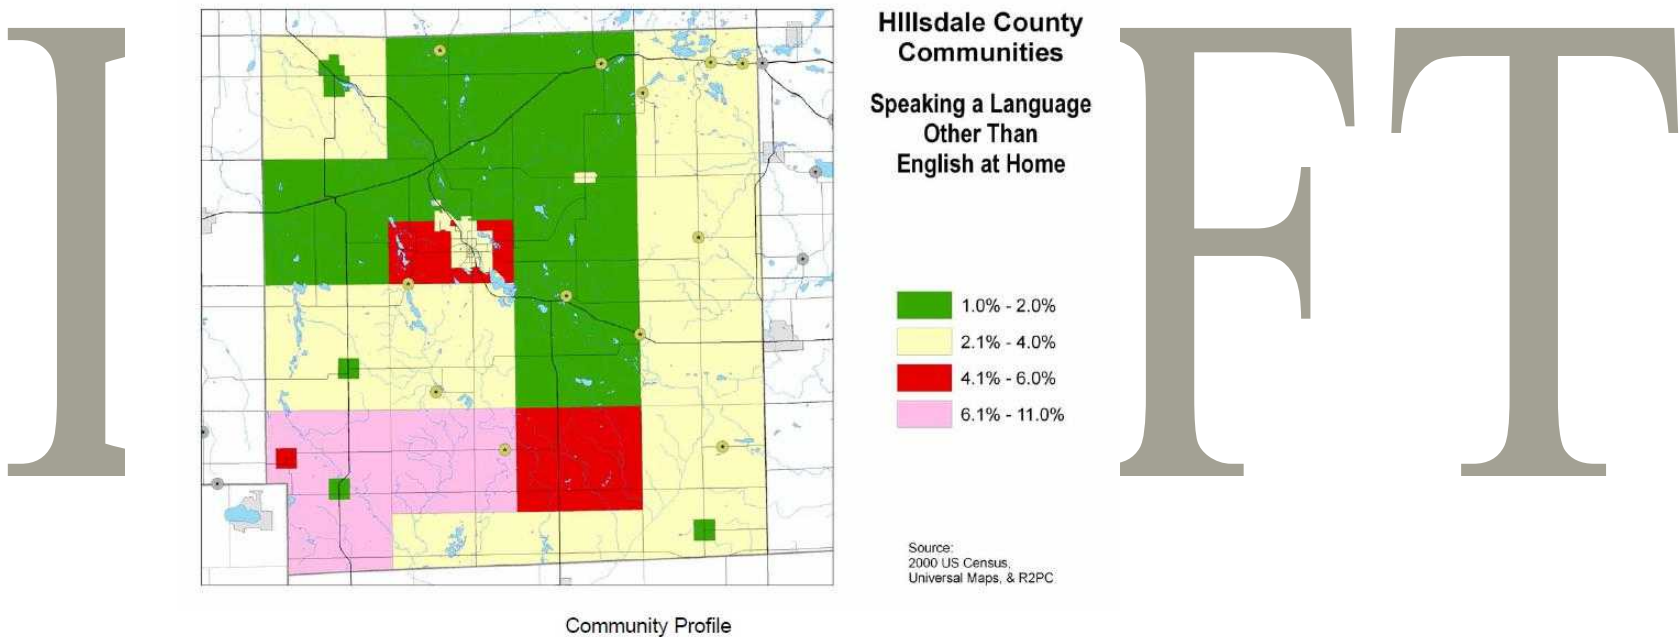 I FT
HIllsdale County
Communities
Speaking a Language
Other Than
English at Home
1.0% - 2.0%
2.1% - 4.0%
4.1% - 6.0%
6.1% - 11.0%
Source:
2000 US Census,
Universal Maps, & R2PC
Community Profile